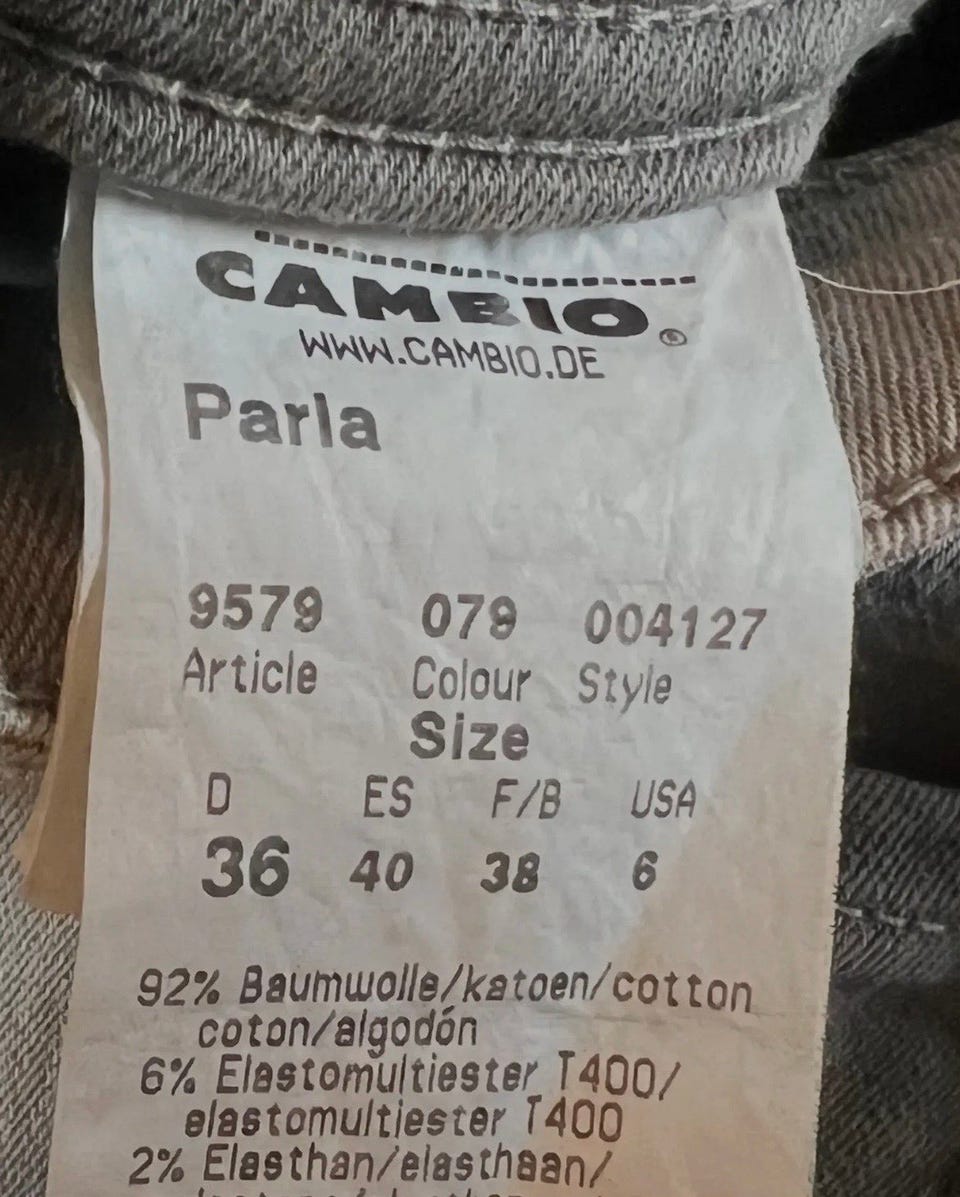 CAMBIO®
WWW.CAMBIO.DE
Parla
9579 079 004127
Article Colour Style
Size
D ES F/B USA
36 40 38 6
92% Baumwolle/katoen/cotton
coton/algodón
6% Elastomultiester T400/
elastomultiester T400
2% Elasthan/elasthaan/